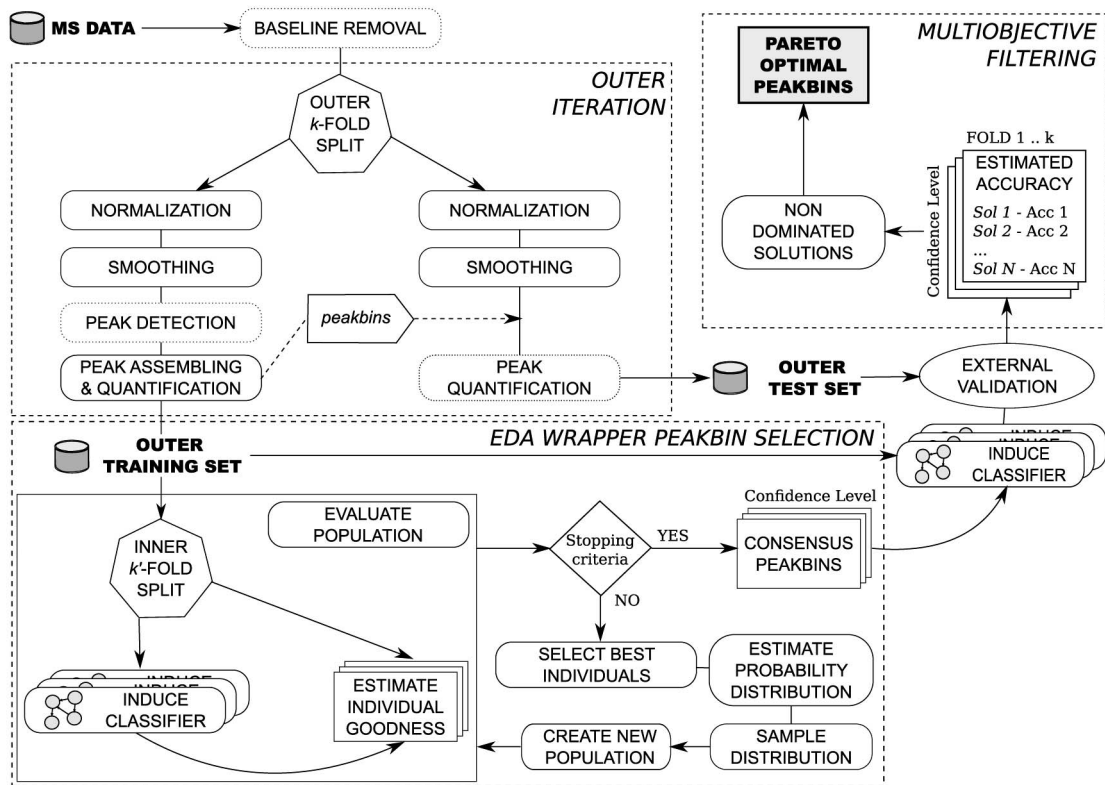 MS DATA
BASELINE REMOVAL
OUTER
ITERATION
OUTER
k-FOLD
SPLIT
NORMALIZATION
NORMALIZATION
SMOOTHING
SMOOTHING
PEAK DETECTION
peakbins
PEAK ASSEMBLING
& QUANTIFICATION
PEAK
QUANTIFICATION
MULTIOBJECTIVE
FILTERING
PARETO
OPTIMAL
PEAKBINS
FOLD 1 .. k
Confidence Level
ESTIMATED
ACCURACY
Sol 1 - Acc 1
Sol 2 - Acc 2
...
Sol N - Acc N
NON
DOMINATED
SOLUTIONS
OUTER
TEST SET
EXTERNAL
VALIDATION
INDUCE
INDUCE
INDUCE
CLASSIFIER
EDA WRAPPER PEAKBIN SELECTION
OUTER
TRAINING SET
EVALUATE
POPULATION
INNER
k'-FOLD
SPLIT
INDUCE
INDUCE
INDUCE
CLASSIFIER
ESTIMATE
INDIVIDUAL
GOODNESS
Stopping
criteria
YES
NO
Confidence Level
CONSENSUS
PEAKBINS
SELECT BEST
INDIVIDUALS
ESTIMATE
PROBABILITY
DISTRIBUTION
SAMPLE
DISTRIBUTION
CREATE NEW
POPULATION